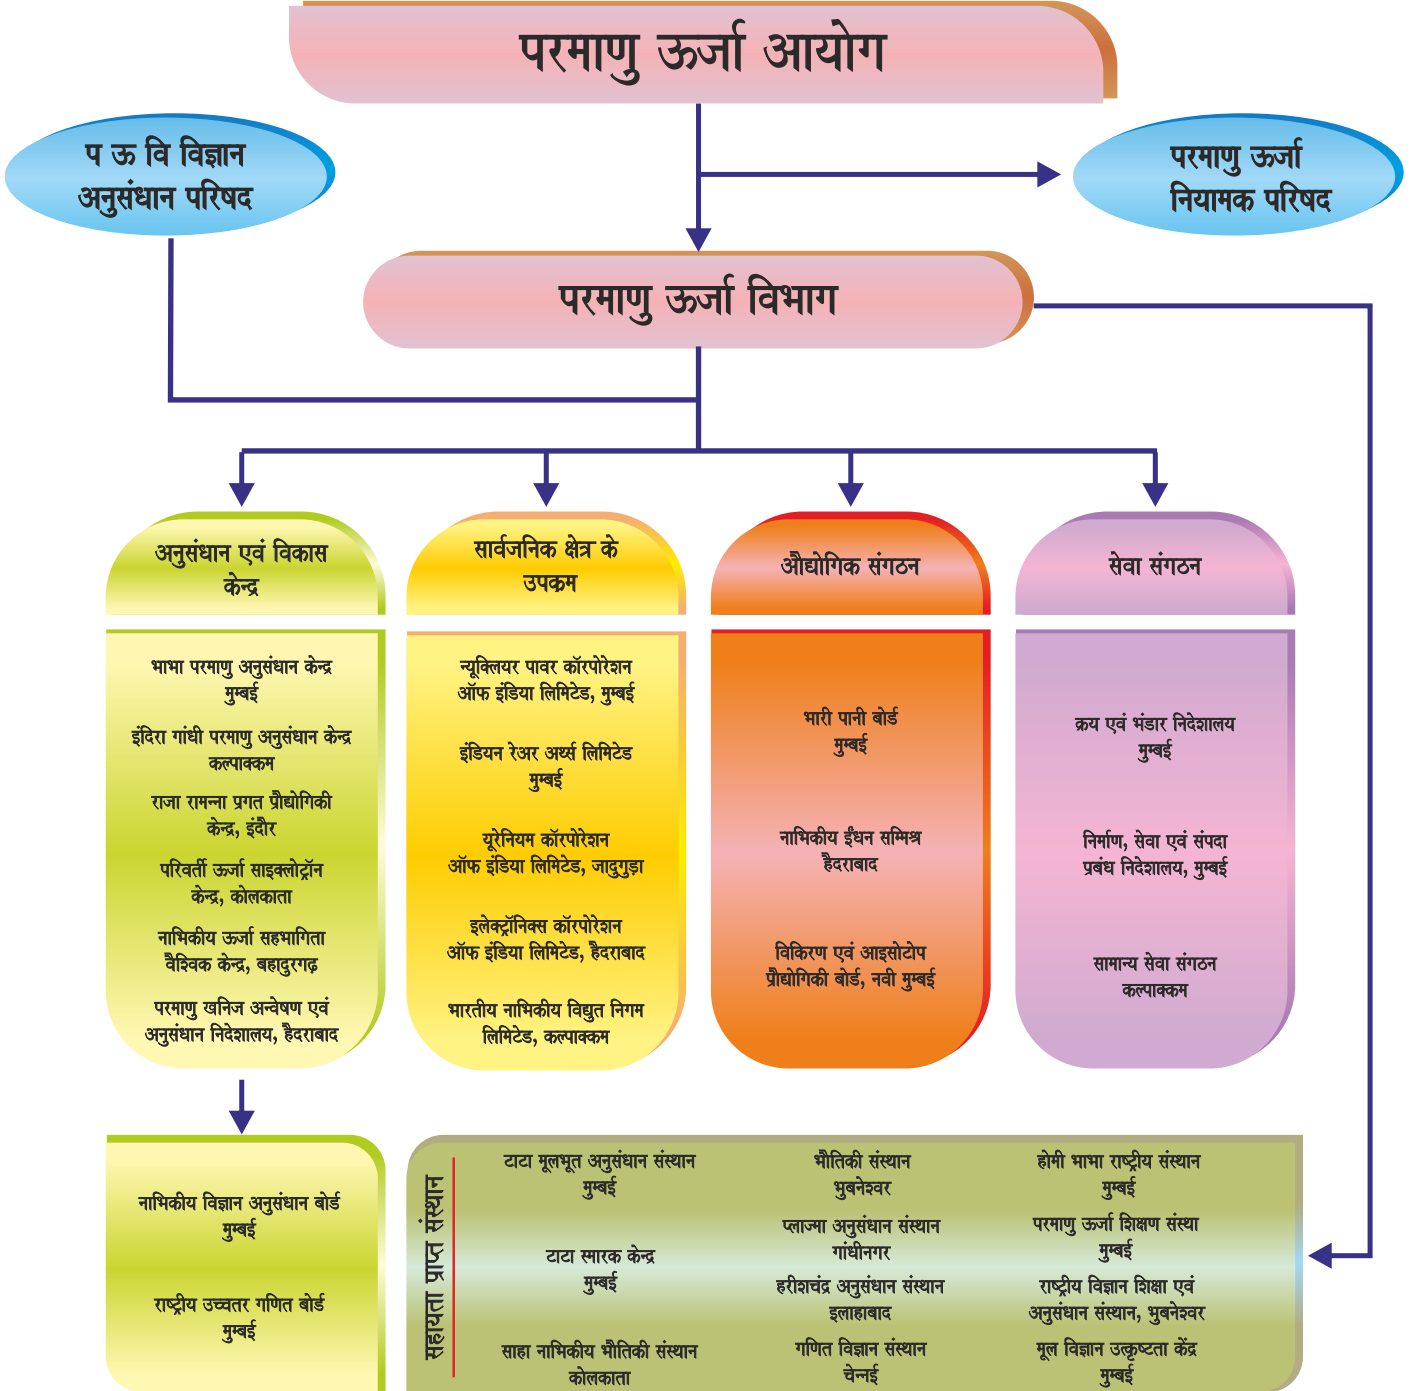 परमाणु ऊर्जा आयोग
प ऊ वि विज्ञान
अनुसंधान परिषद
परमाणु ऊर्जा
नियामक परिषद
परमाणु ऊर्जा विभाग
अनुसंधान एवं विकास
केन्द्र
सार्वजनिक क्षेत्र के
उपक्रम
औद्योगिक संगठन
सेवा संगठन
भाभा परमाणु अनुसंधान केन्द्र
मुम्बई
इंदिरा गांधी परमाणु अनुसंधान केन्द्र
कल्पाक्कम
राजा रामन्ना प्रगत प्रौद्योगिकी
केन्द्र, इंदौर
परिवर्ती ऊर्जा साइक्लोट्रॉन
केन्द्र, कोलकाता
नाभिकीय ऊर्जा सहभागिता
वैश्विक केन्द्र, बहादुरगढ़
परमाणु खनिज अन्वेषण एवं
अनुसंधान निदेशालय, हैदराबाद
न्यूक्लियर पावर कॉरपोरेशन
ऑफ इंडिया लिमिटेड, मुम्बई
इंडियन रेअर अर्थ्स लिमिटेड
मुम्बई
यूरेनियम कॉरपोरेशन
ऑफ इंडिया लिमिटेड, जादुगुड़ा
इलेक्ट्रॉनिक्स कॉरपोरेशन
ऑफ इंडिया लिमिटेड, हैदराबाद
भारतीय नाभिकीय विद्युत निगम
लिमिटेड, कल्पाक्कम
भारी पानी बोर्ड
मुम्बई
नाभिकीय ईंधन सम्मिश्र
हैदराबाद
विकिरण एवं आइसोटोप
प्रौद्योगिकी बोर्ड, नवी मुम्बई
क्रय एवं भंडार निदेशालय
मुम्बई
निर्माण, सेवा एवं संपदा
प्रबंध निदेशालय, मुम्बई
सामान्य सेवा संगठन
कल्पाक्कम
नाभिकीय विज्ञान अनुसंधान बोर्ड
मुम्बई
राष्ट्रीय उच्चतर गणित बोर्ड
मुम्बई
सहायता प्राप्त संस्थान
टाटा मूलभूत अनुसंधान संस्थान
मुम्बई
टाटा स्मारक केन्द्र
मुम्बई
साहा नाभिकीय भौतिकी संस्थान
कोलकाता
भौतिकी संस्थान
भुबनेश्वर
प्लाज्मा अनुसंधान संस्थान
गांधीनगर
हरीशचंद्र अनुसंधान संस्थान
इलाहाबाद
गणित विज्ञान संस्थान
चेन्नई
होमी भाभा राष्ट्रीय संस्थान
मुम्बई
परमाणु ऊर्जा शिक्षण संस्था
मुम्बई
राष्ट्रीय विज्ञान शिक्षा एवं
अनुसंधान संस्थान, भुबनेश्वर
मूल विज्ञान उत्कृष्टता केंद्र
मुम्बई